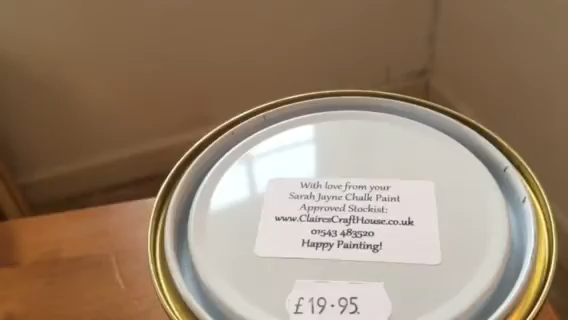 With love from your
Sarah Jayne Chalk Paint
Approved Stockist:
www.ClairesCraftHouse.co.uk
01543 483520
Happy Painting!
£19.95